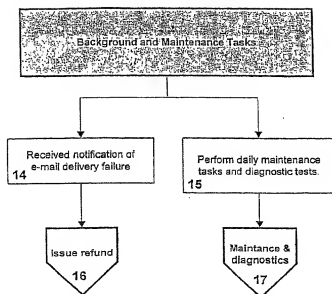 Background and Maintenance Tasks
Received notification of
e-mail delivery failure
14
Perform daily maintenance
tasks and diagnostic tests.
15
Issue refund
16
Maintance &
diagnostics
17